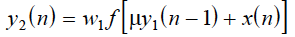 y₂(n) = w₁f[μy₁(n − 1) + x(n)]